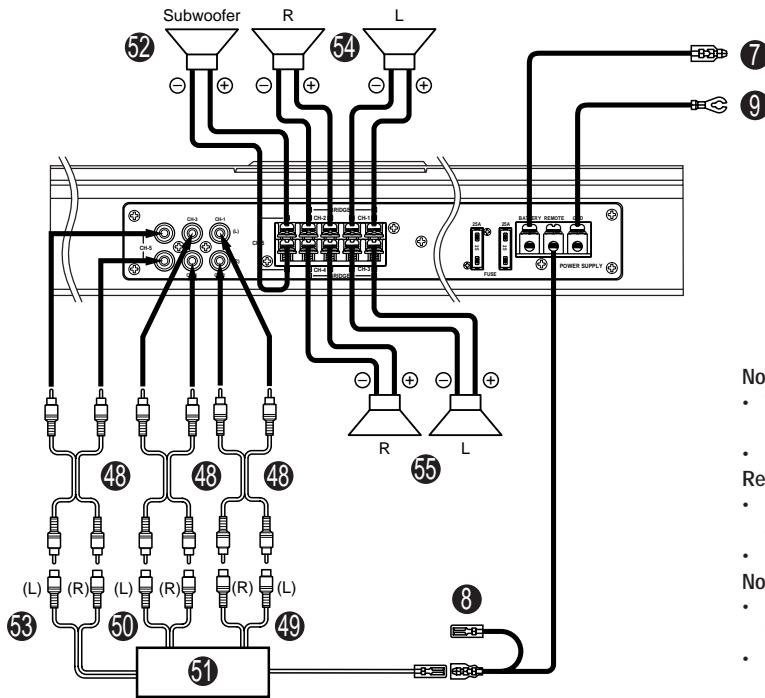 Subwoofer R L
52 54
− + − + − +
7
9
BRIDGE
CH-3 CH-1
(L)
CH-2 CH-1
CH-5
25A 25A
BATTERY REMOTE GND
25 25
CH-4 CH-3
BRIDGE
FUSE
POWER SUPPLY
− + − +
R L
55
48 48 48
(L) (R) (L) (R) (R) (L)
53 50 49
51
8
No
•
•
Re
•
•
No
•
•